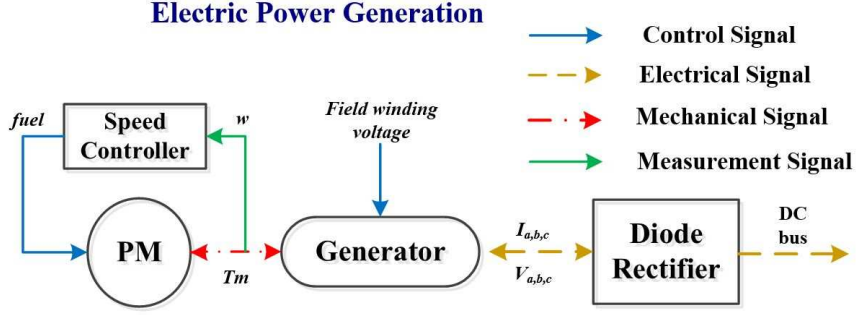 Electric Power Generation
Control Signal
Electrical Signal
Mechanical Signal
Measurement Signal
fuel
Speed
Controller
w
Field winding
voltage
PM
Tm
Generator
Ia,b,c
Va,b,c
Diode
Rectifier
DC
bus